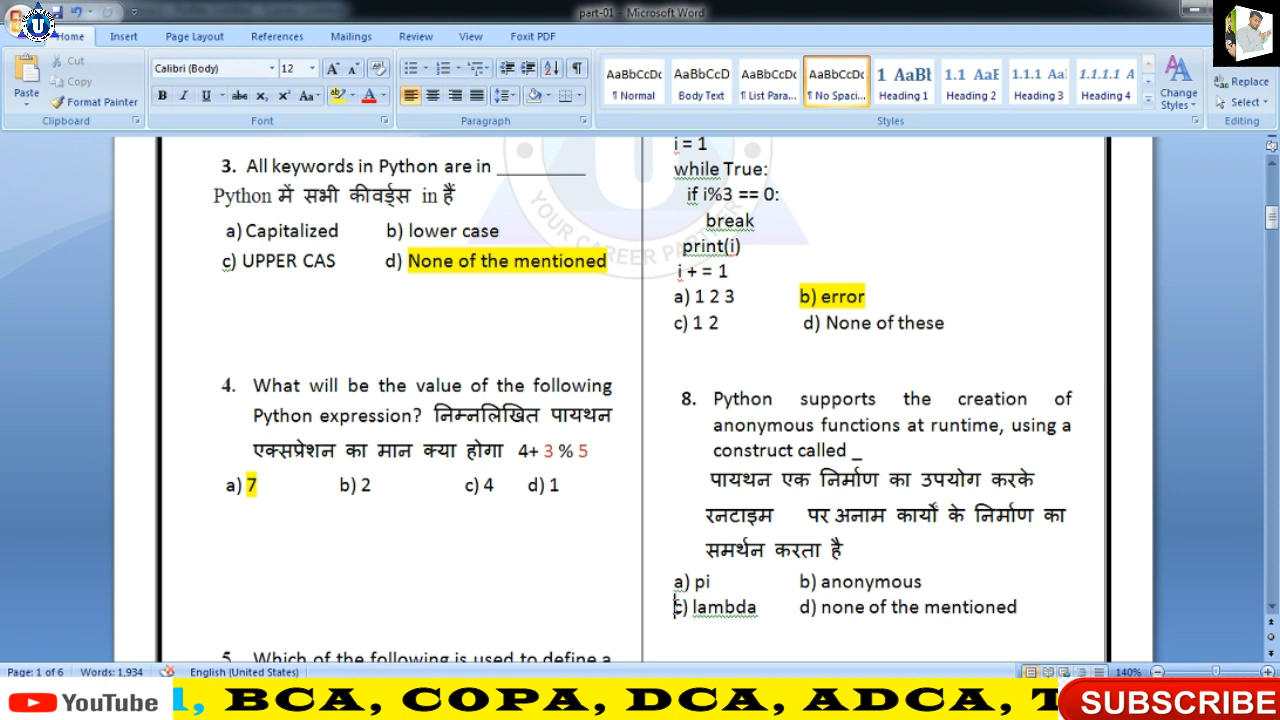 part-01 - Microsoft Word
Home Insert Page Layout References Mailings Review View Foxit PDF
Paste
Cut
Copy
Format Painter
Clipboard
Calibri (Body) 12
Font
Paragraph
AaBbCcDc AaBbCcD AaBbCcDc AaBbCcDc 1 AaBl 1.1 AaE 1.1.1 Aa 1.1.1.1 A
¶ Normal Body Text ¶ List Para... ¶ No Spaci... Heading 1 Heading 2 Heading 3 Heading 4
Change Styles
Styles
Replace
Select
Editing
3. All keywords in Python are in _________
Python में सभी कीवर्ड्स in हैं
a) Capitalized b) lower case
c) UPPER CAS d) None of the mentioned
4. What will be the value of the following
Python expression? निम्नलिखित पायथन
एक्सप्रेशन का मान क्या होगा 4+ 3 % 5
a) 7 b) 2 c) 4 d) 1
5. Which of the following is used to define a
i = 1
while True:
if i%3 == 0:
break
print(i)
i + = 1
a) 1 2 3 b) error
c) 1 2 d) None of these
8. Python supports the creation of
anonymous functions at runtime, using a
construct called _
पायथन एक निर्माण का उपयोग करके
रनटाइम पर अनाम कार्यों के निर्माण का
समर्थन करता है
a) pi b) anonymous
c) lambda d) none of the mentioned
YOUR CAREER PARTNER
Page: 1 of 6 Words: 1,934 English (United States) 140%
YouTube
, BCA, COPA, DCA, ADCA, T
SUBSCRIBE